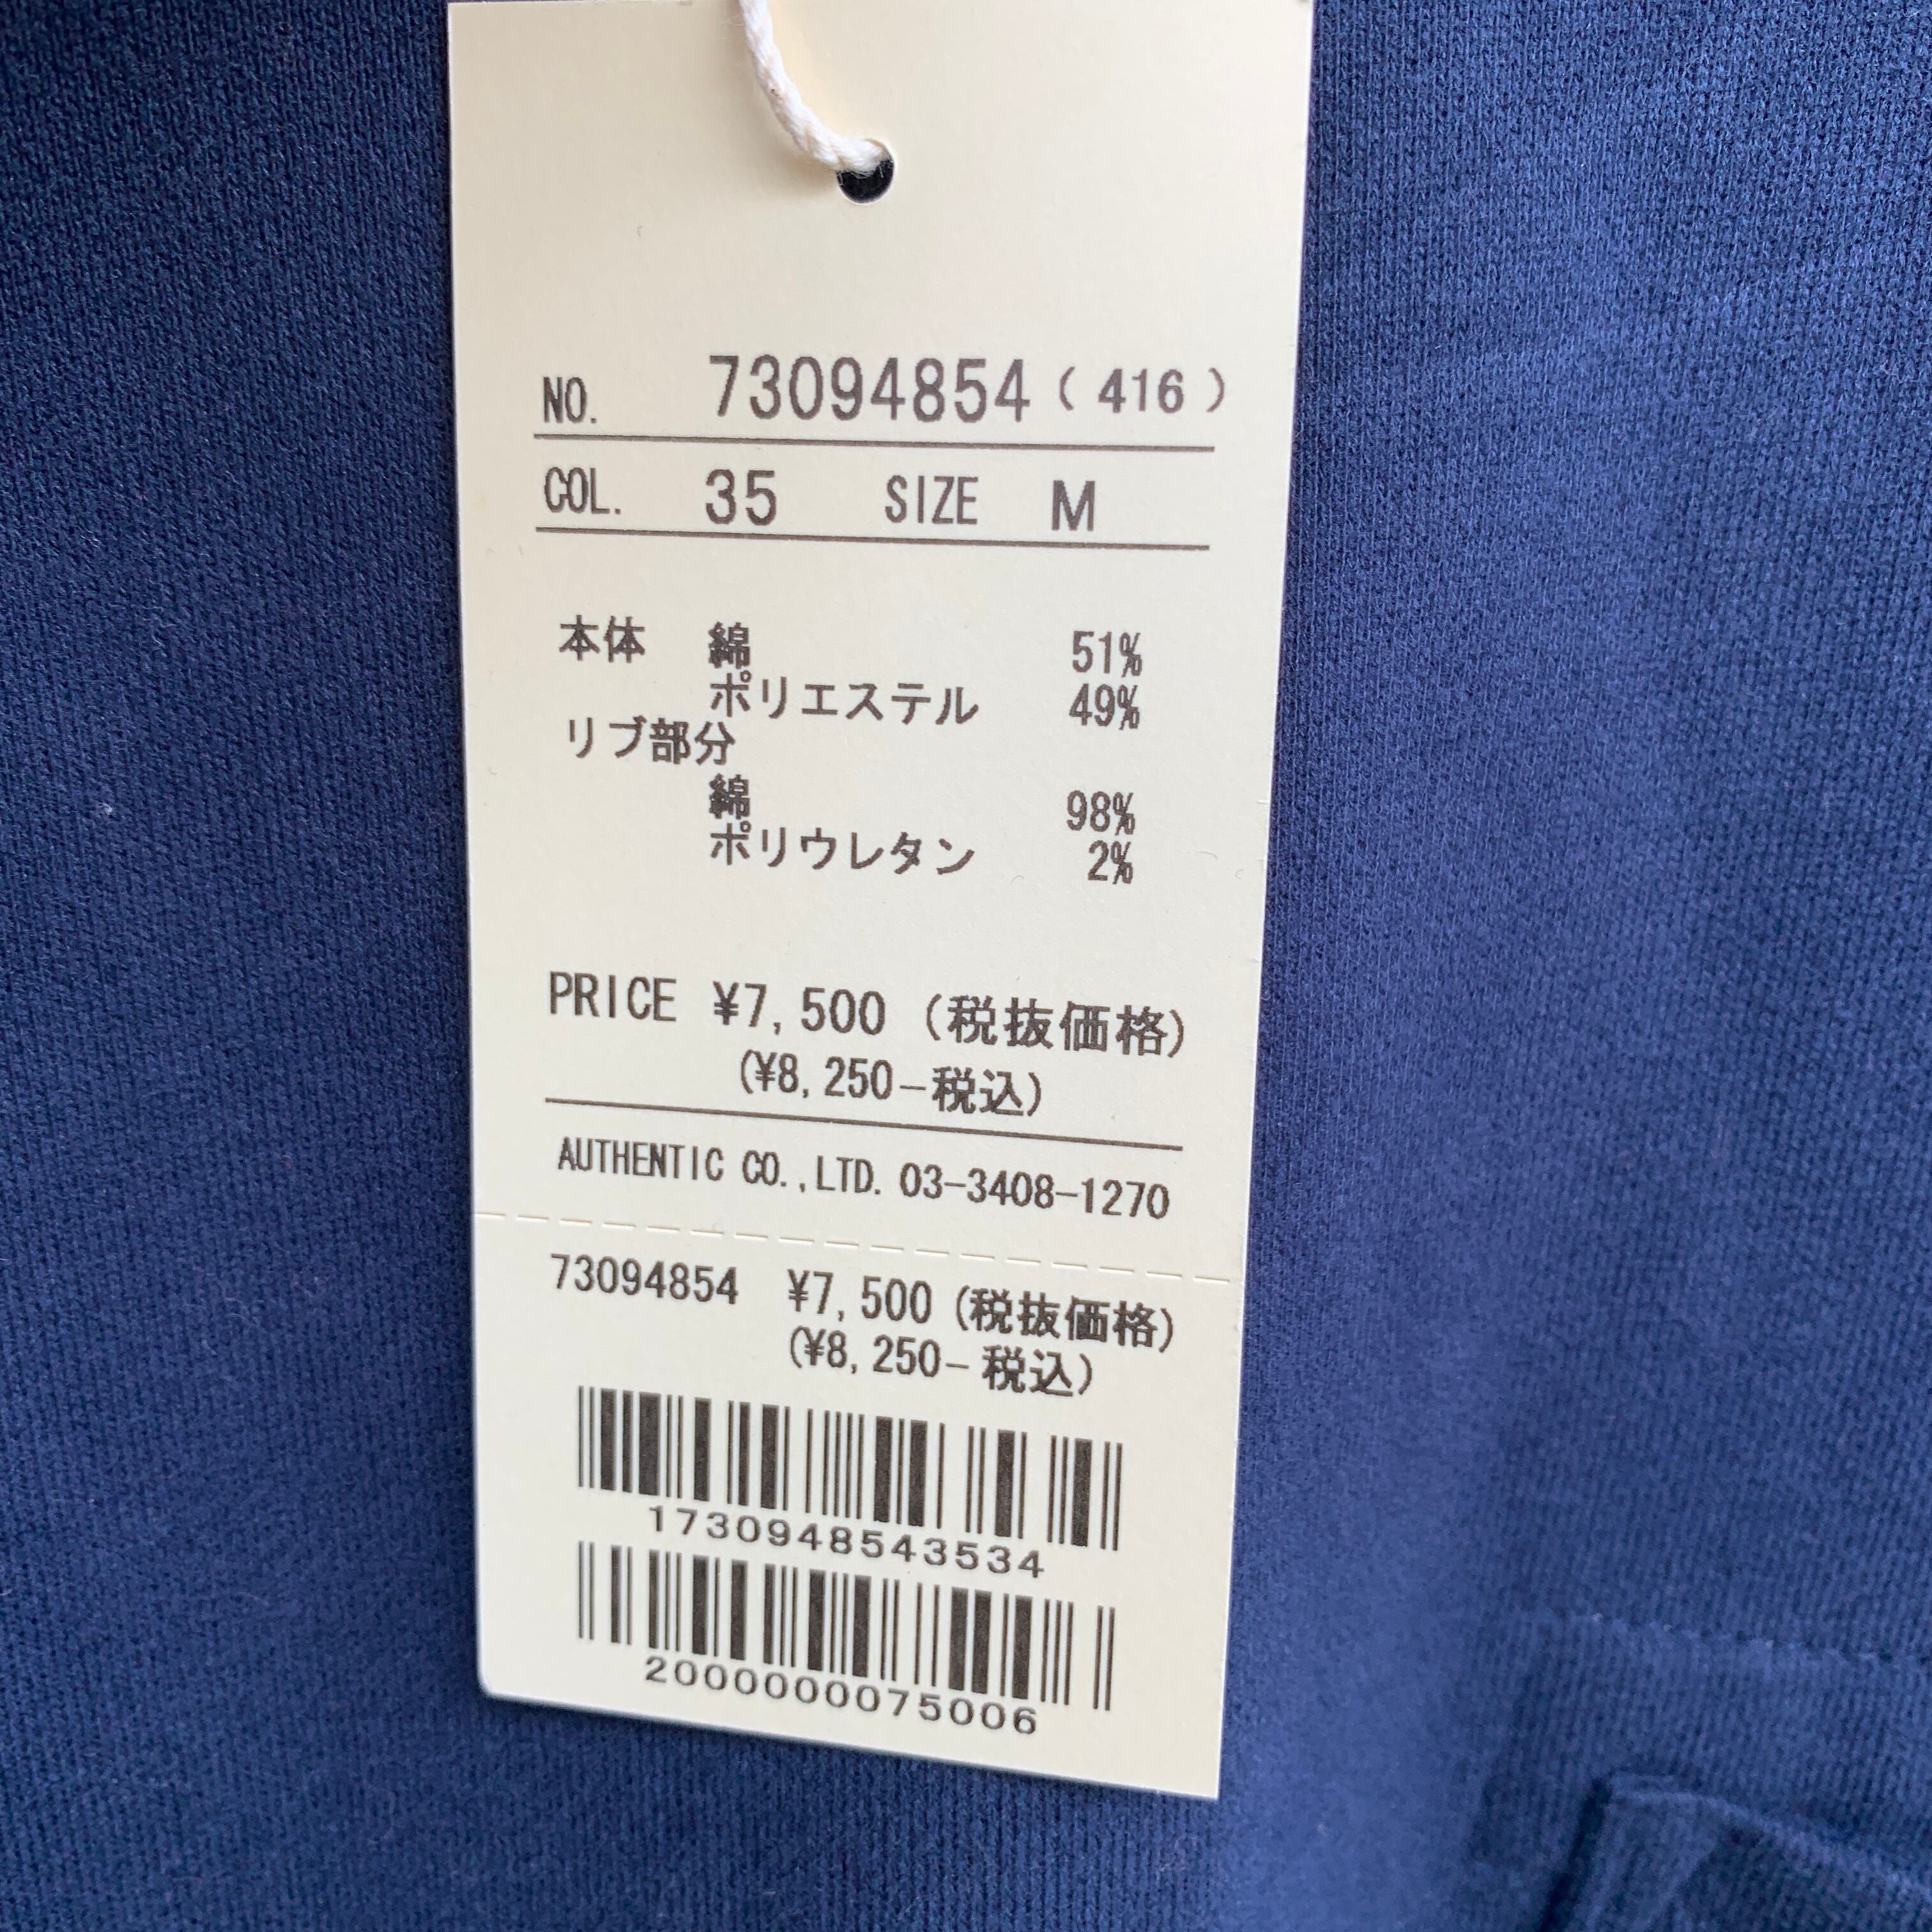 NO. 73094854 ( 416 )
COL. 35 SIZE M
本体 綿 51%
ポリエステル 49%
リブ部分
綿 98%
ポリウレタン 2%
PRICE ¥7,500 (税抜価格)
(¥8,250-税込)
AUTHENTIC CO.,LTD. 03-3408-1270
73094854 ¥7,500 (税抜価格)
(¥8,250-税込)
1730948543534
2000000075006